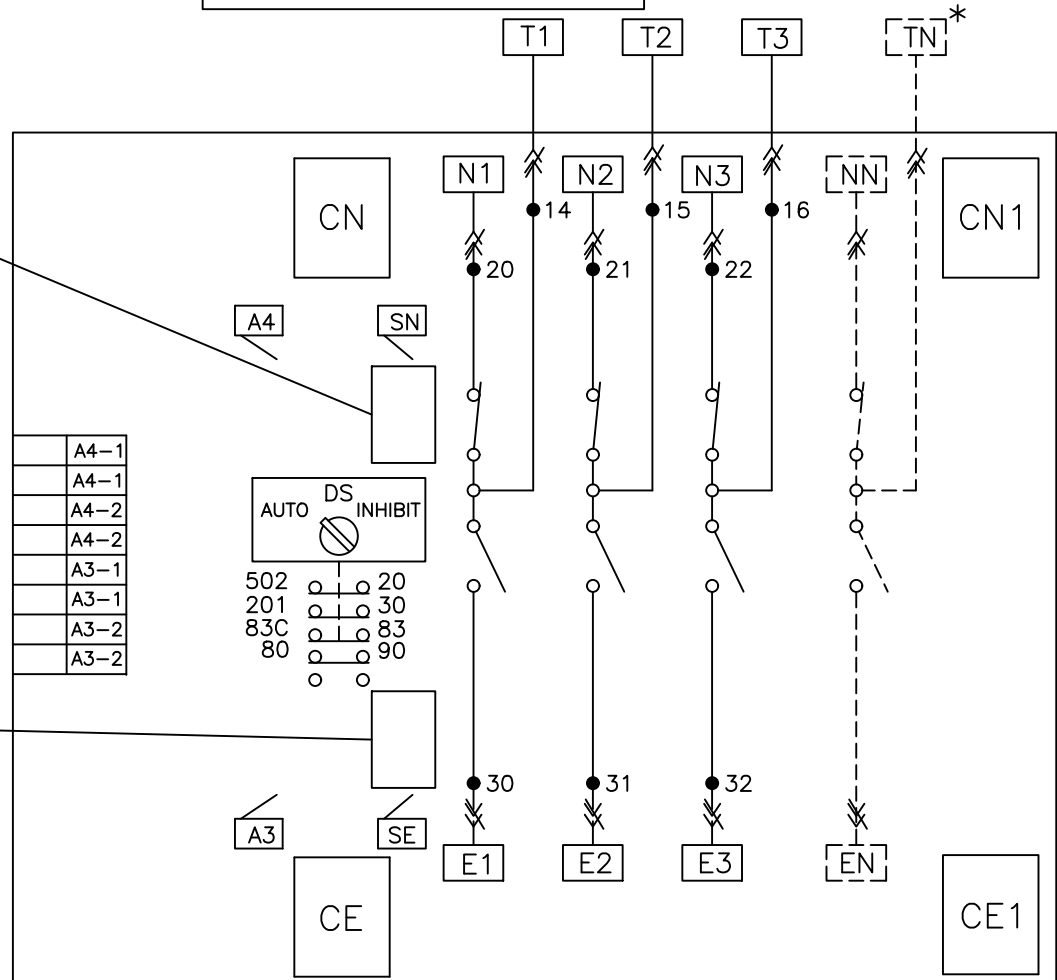 T1 T2 T3 TN*
N1 N2 N3 NN
CN CN1
14 15 16
20 21 22
A4 SN
A4-1
A4-1
A4-2
A4-2
A3-1
A3-1
A3-2
A3-2
DS
AUTO INHIBIT
502 20
201 30
83C 83
80 90
30 31 32
A3 SE
E1 E2 E3 EN
CE CE1